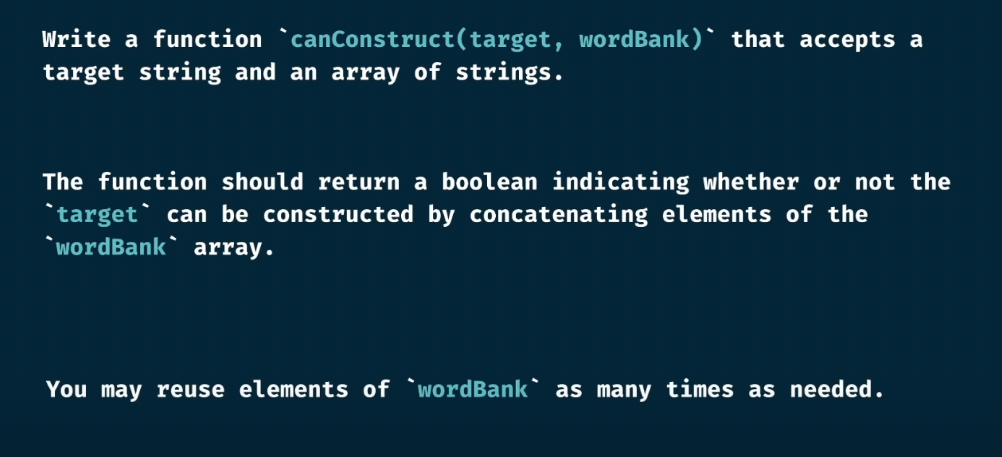 Write a function `canConstruct(target, wordBank)` that accepts a
target string and an array of strings.
The function should return a boolean indicating whether or not the
`target` can be constructed by concatenating elements of the
`wordBank` array.
You may reuse elements of `wordBank` as many times as needed.